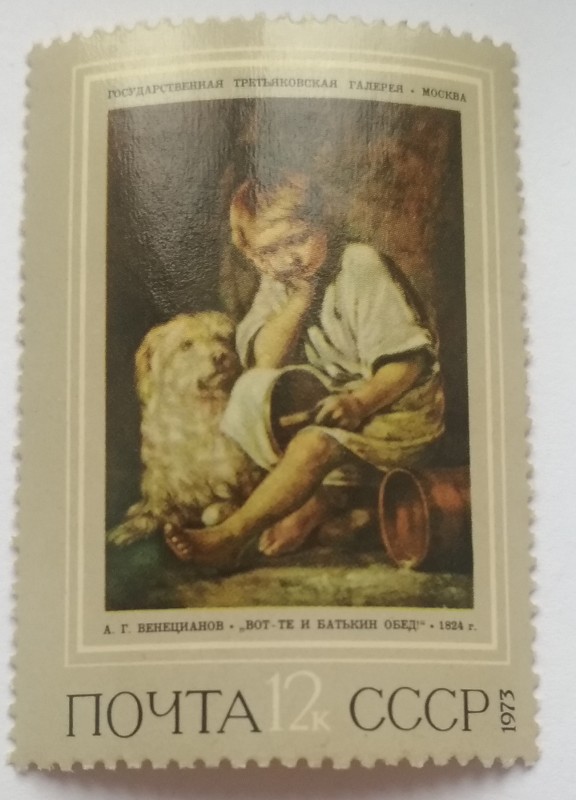 ГОСУДАРСТВЕННАЯ ТРЕТЬЯКОВСКАЯ ГАЛЕРЕЯ • МОСКВА
А. Г. ВЕНЕЦИАНОВ • „ВОТ-ТЕ И БАТЬКИН ОБЕД!“ • 1824 г.
ПОЧТА 12к СССР 1973